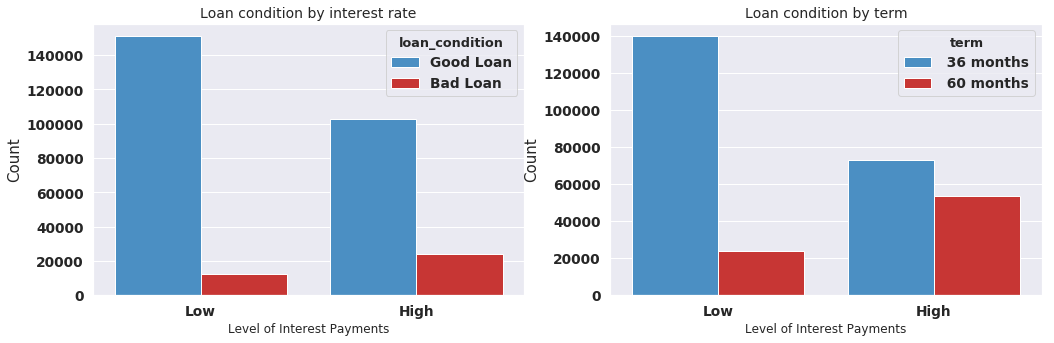 Loan condition by interest rate
loan_condition
Good Loan
Bad Loan
140000
120000
100000
80000
60000
40000
20000
0
Count
Low
High
Level of Interest Payments
Loan condition by term
term
36 months
60 months
140000
120000
100000
80000
60000
40000
20000
0
Count
Low
High
Level of Interest Payments